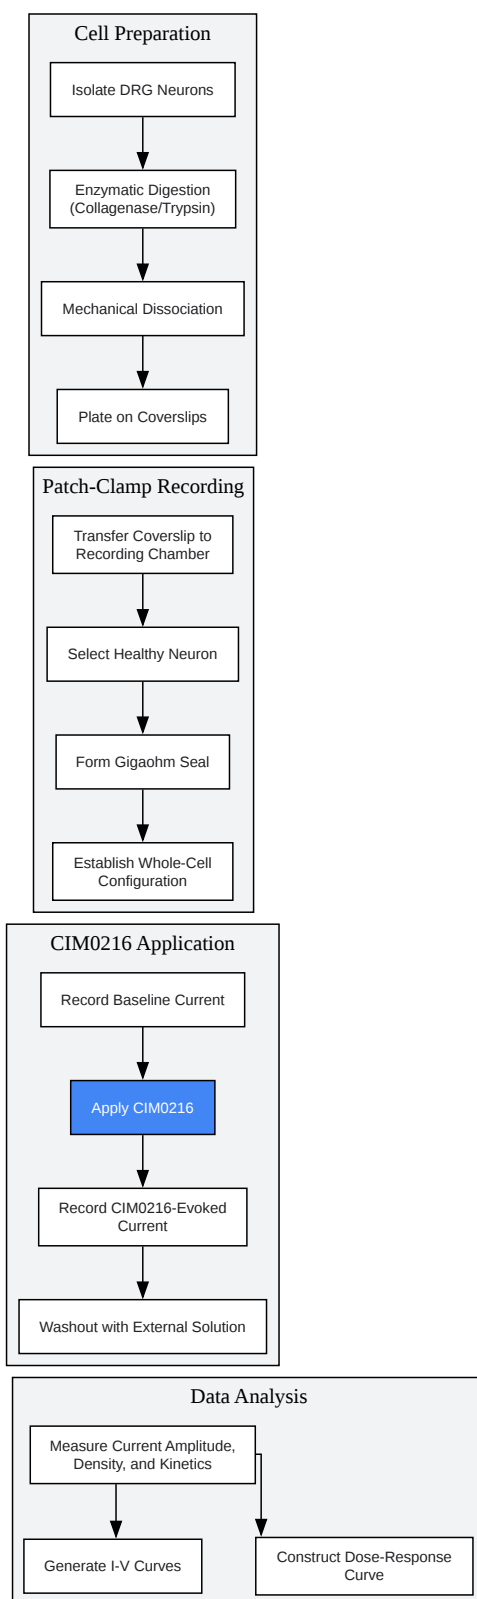 Cell Preparation
Isolate DRG Neurons
Enzymatic Digestion
(Collagenase/Trypsin)
Mechanical Dissociation
Plate on Coverslips
Patch-Clamp Recording
Transfer Coverslip to
Recording Chamber
Select Healthy Neuron
Form Gigaohm Seal
Establish Whole-Cell
Configuration
CIM0216 Application
Record Baseline Current
Apply CIM0216
Record CIM0216-Evoked
Current
Washout with External Solution
Data Analysis
Measure Current Amplitude,
Density, and Kinetics
Generate I-V Curves
Construct Dose-Response
Curve